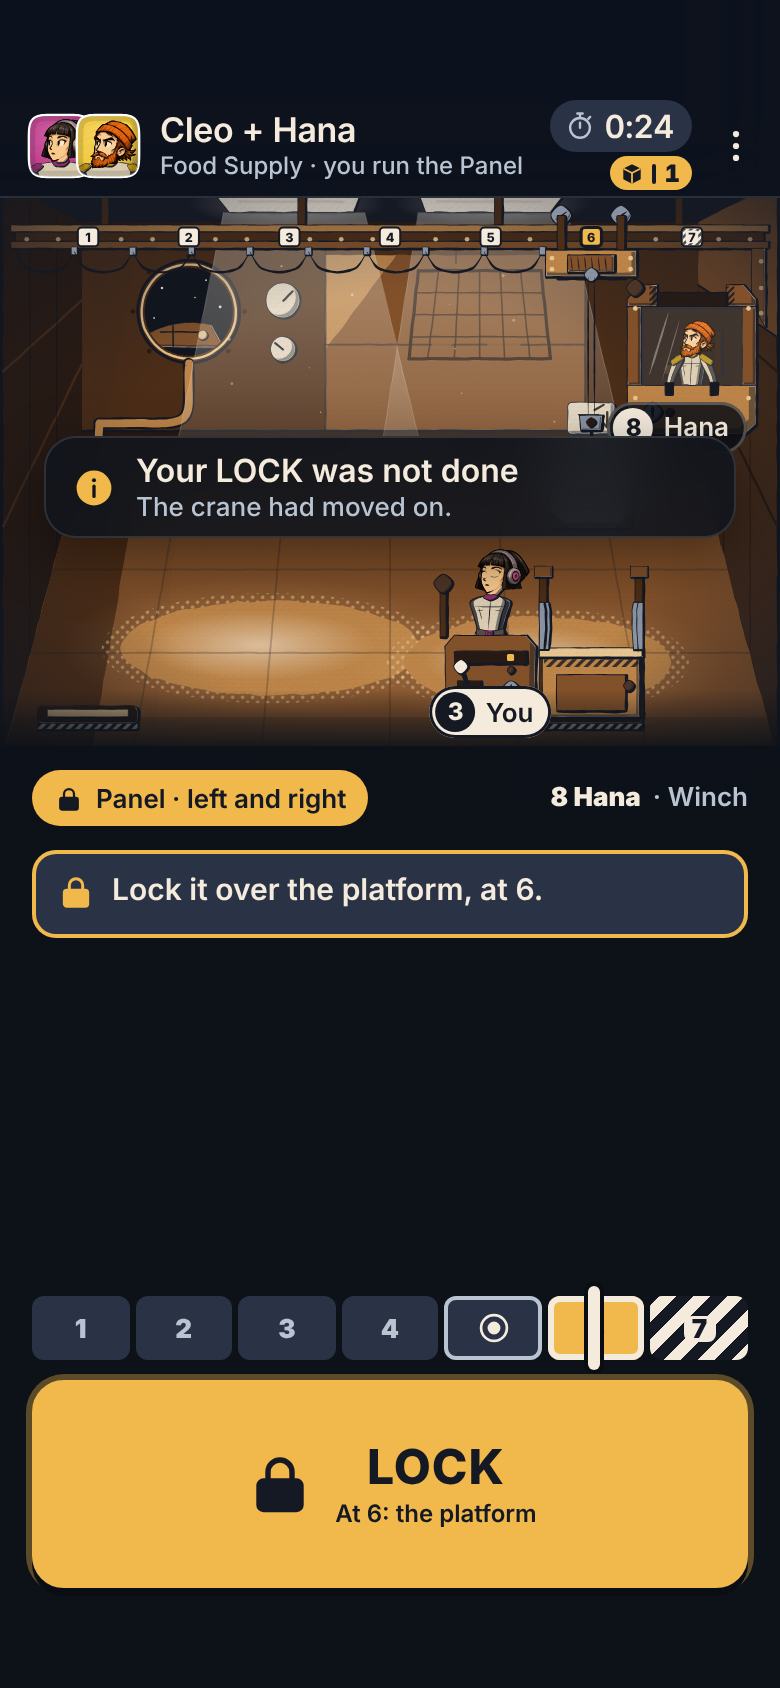 Cleo + Hana
0:24
Food Supply · you run the Panel
1
1 2 3 4 5 6 7
8 Hana
Your LOCK was not done
The crane had moved on.
3 You
Panel · left and right
8 Hana · Winch
Lock it over the platform, at 6.
1 2 3 4 7
LOCK
At 6: the platform